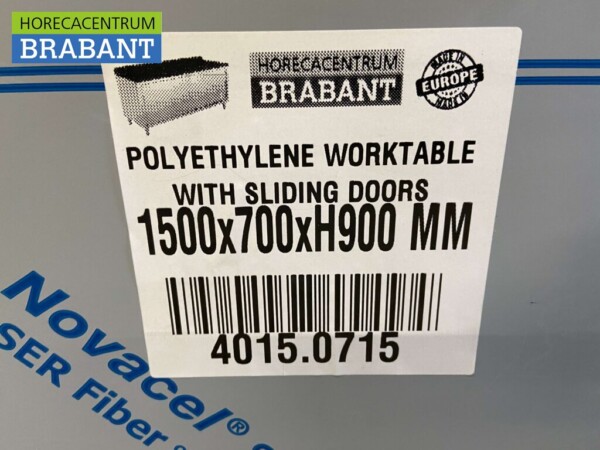 HORECACENTRUM
BRABANT
HORECACENTRUM
BRABANT
MADE IN
EUROPE
MADE IN
POLYETHYLENE WORKTABLE
WITH SLIDING DOORS
1500x700xH900 MM
4015.0715
Novacel®
SER Fiber